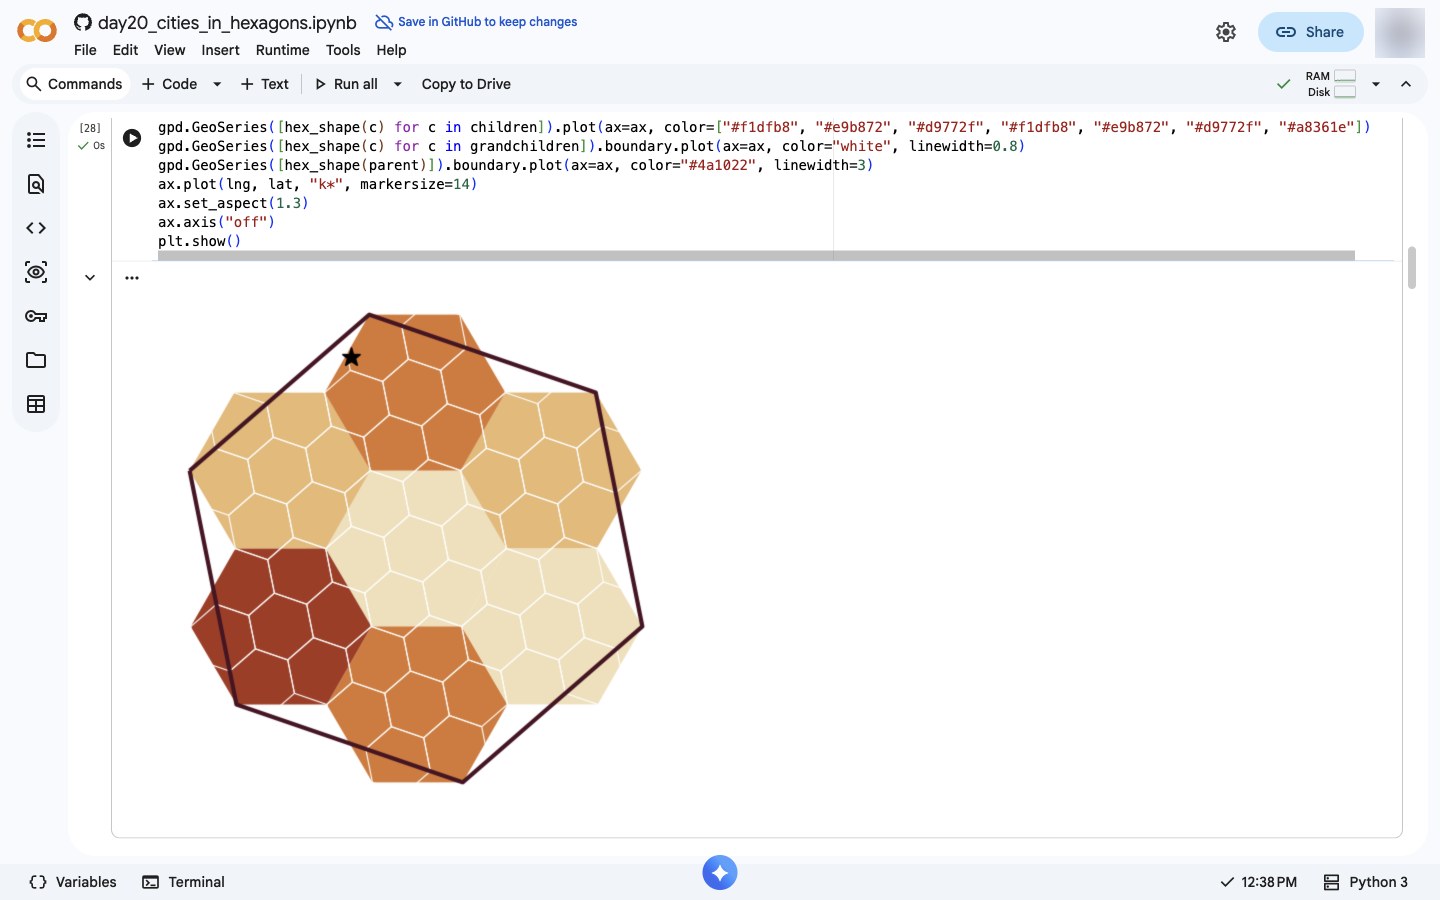 day20_cities_in_hexagons.ipynb
Save in GitHub to keep changes
File Edit View Insert Runtime Tools Help
Share
Commands + Code + Text Run all Copy to Drive
RAM
Disk
[28]
0s
gpd.GeoSeries([hex_shape(c) for c in children]).plot(ax=ax, color=["#f1dfb8", "#e9b872", "#d9772f", "#f1dfb8", "#e9b872", "#d9772f", "#a8361e"])
gpd.GeoSeries([hex_shape(c) for c in grandchildren]).boundary.plot(ax=ax, color="white", linewidth=0.8)
gpd.GeoSeries([hex_shape(parent)]).boundary.plot(ax=ax, color="#4a1022", linewidth=3)
ax.plot(lng, lat, "k*", markersize=14)
ax.set_aspect(1.3)
ax.axis("off")
plt.show()
Variables Terminal
12:38 PM Python 3